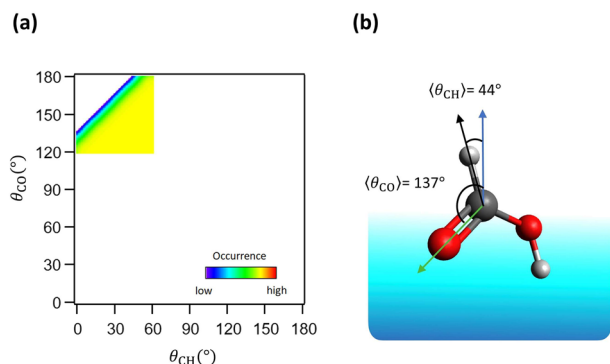 (a)
180
150
120
90
60
30
0
θCO(°)
Occurrence
low high
0 30 60 90 120 150 180
θCH(°)
(b)
⟨θCH⟩= 44°
⟨θCO⟩= 137°